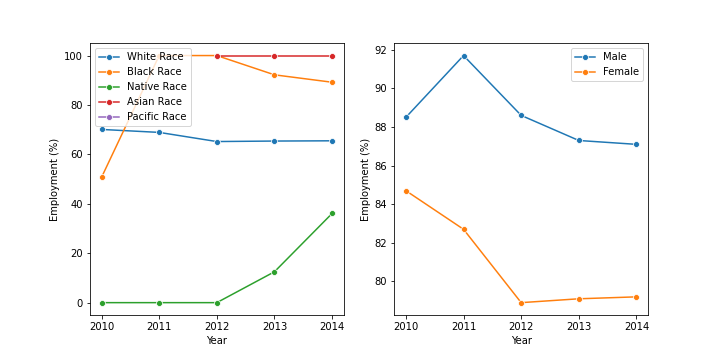 White Race
Black Race
Native Race
Asian Race
Pacific Race
Employment (%)
100
80
60
40
20
0
2010 2011 2012 2013 2014
Year
Male
Female
Employment (%)
92
90
88
86
84
82
80
2010 2011 2012 2013 2014
Year